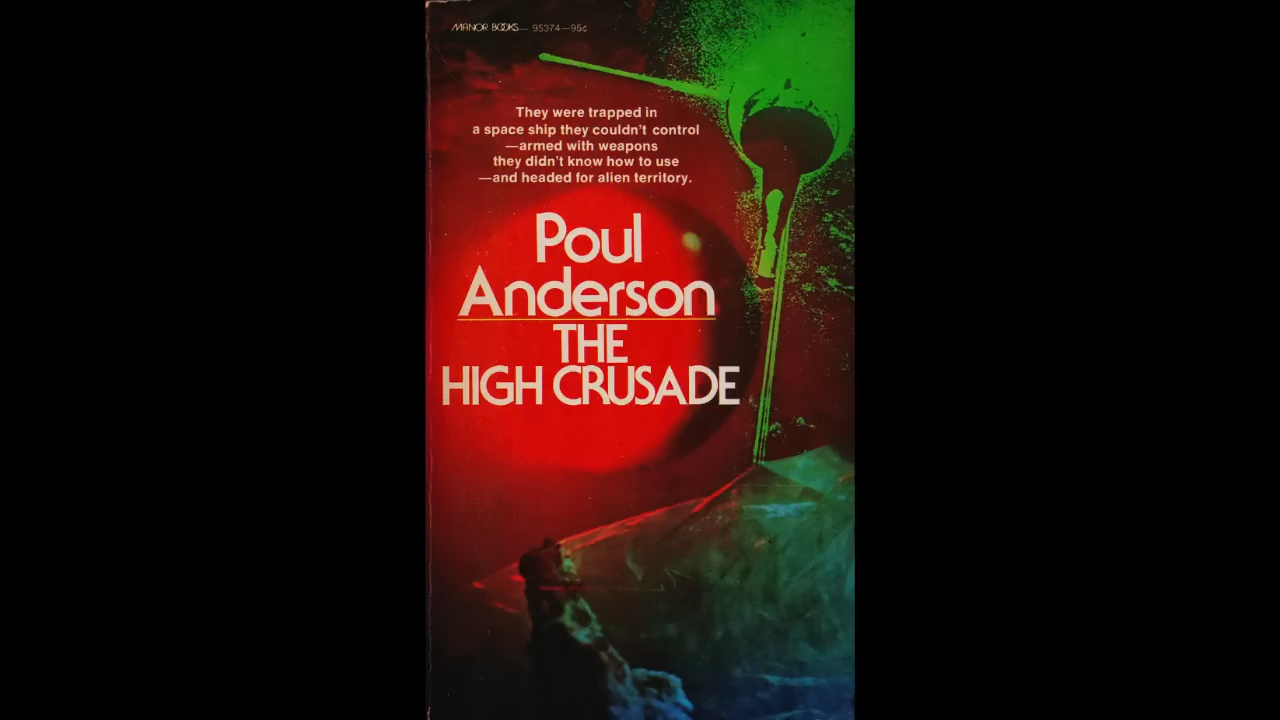 MANOR BOOKS—95374—95¢
They were trapped in
a space ship they couldn't control
—armed with weapons
they didn't know how to use
—and headed for alien territory.
Poul
Anderson
THE
HIGH CRUSADE